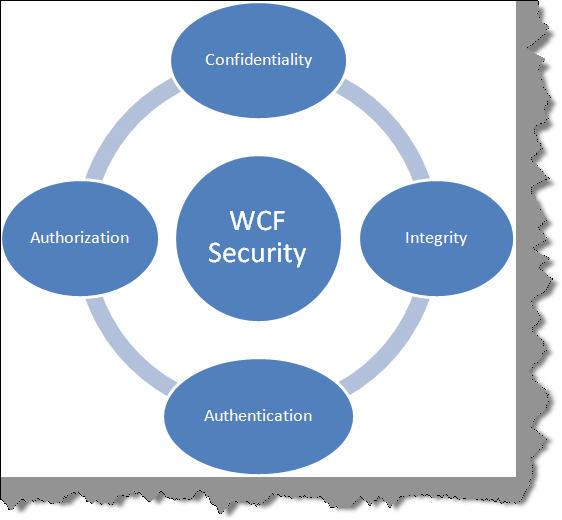 Confidentiality
Authorization
WCF
Security
Integrity
Authentication